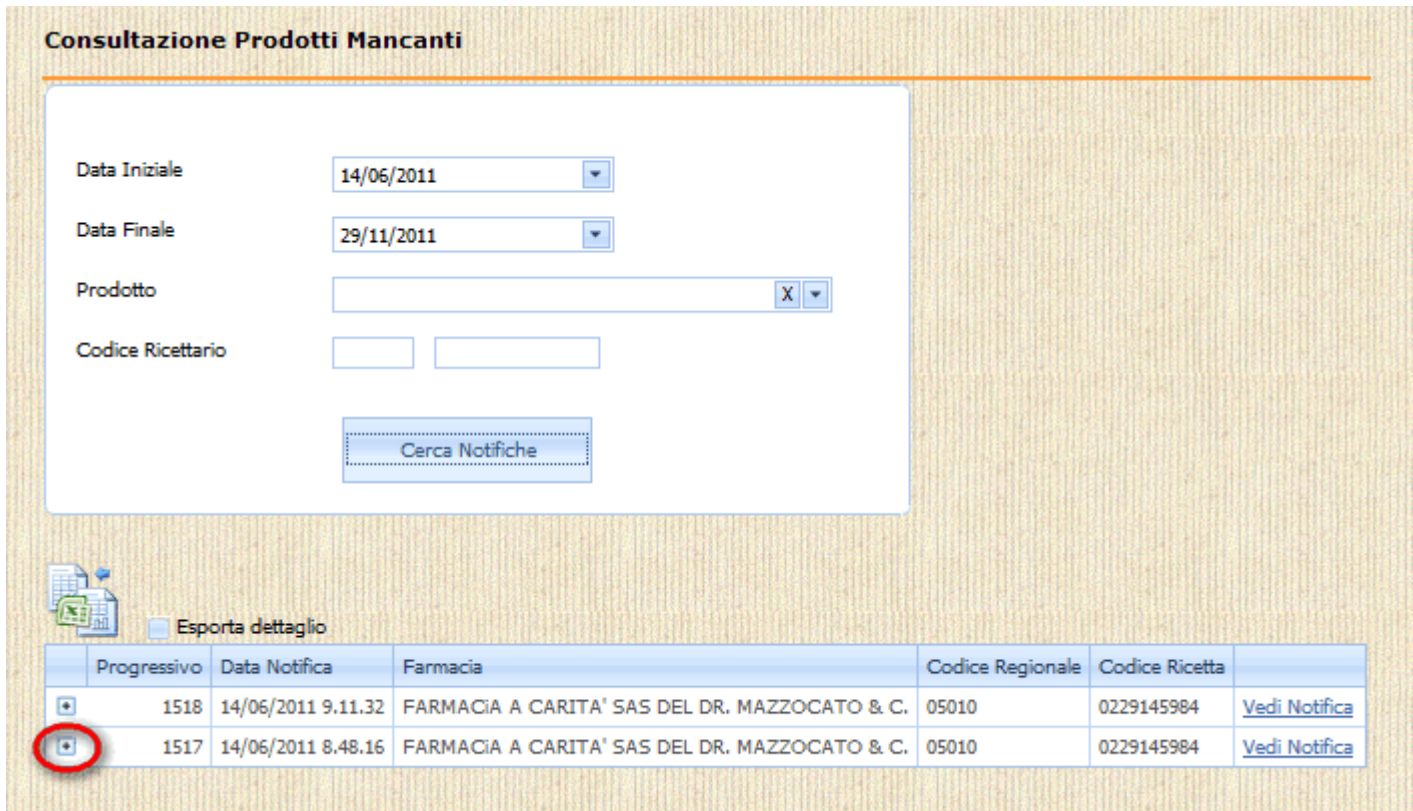 Consultazione Prodotti Mancanti
Data Iniziale 14/06/2011
Data Finale 29/11/2011
Prodotto X
Codice Ricettario
Cerca Notifiche
Esporta dettaglio
Progressivo Data Notifica Farmacia Codice Regionale Codice Ricetta
1518 14/06/2011 9.11.32 FARMACiA A CARITA' SAS DEL DR. MAZZOCATO & C. 05010 0229145984 Vedi Notifica
1517 14/06/2011 8.48.16 FARMACiA A CARITA' SAS DEL DR. MAZZOCATO & C. 05010 0229145984 Vedi Notifica